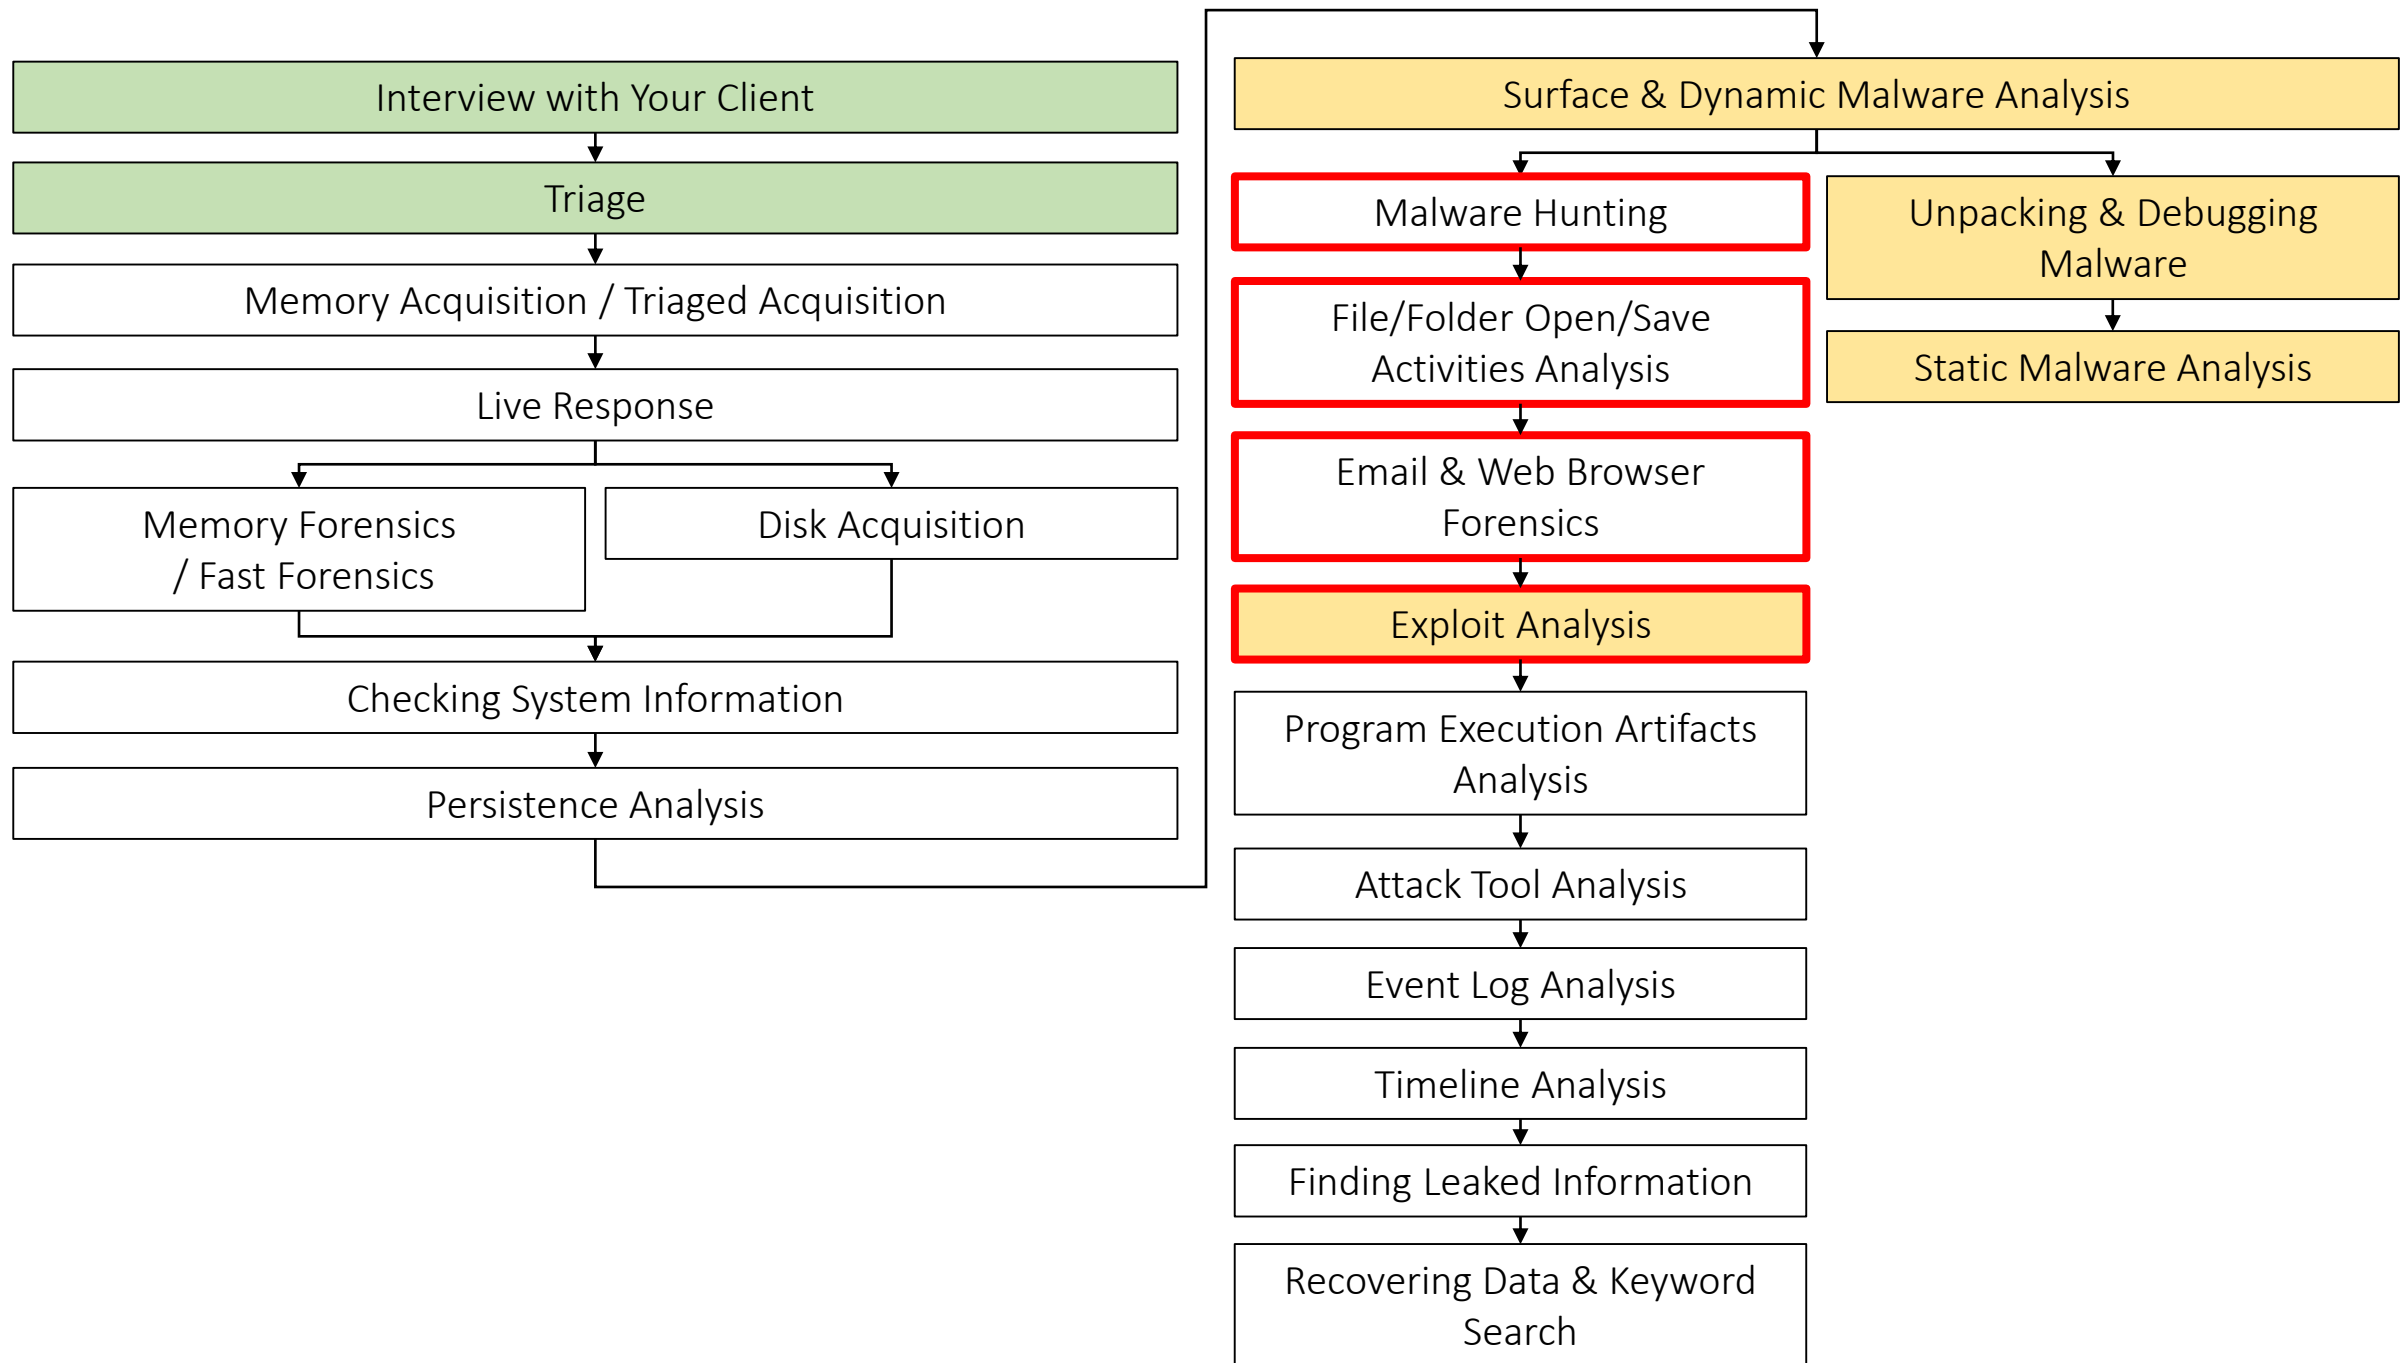 Interview with Your Client
Triage
Memory Acquisition / Triaged Acquisition
Live Response
Memory Forensics
/ Fast Forensics
Disk Acquisition
Checking System Information
Persistence Analysis
Surface & Dynamic Malware Analysis
Malware Hunting
File/Folder Open/Save
Activities Analysis
Email & Web Browser
Forensics
Exploit Analysis
Program Execution Artifacts
Analysis
Attack Tool Analysis
Event Log Analysis
Timeline Analysis
Finding Leaked Information
Recovering Data & Keyword
Search
Unpacking & Debugging
Malware
Static Malware Analysis